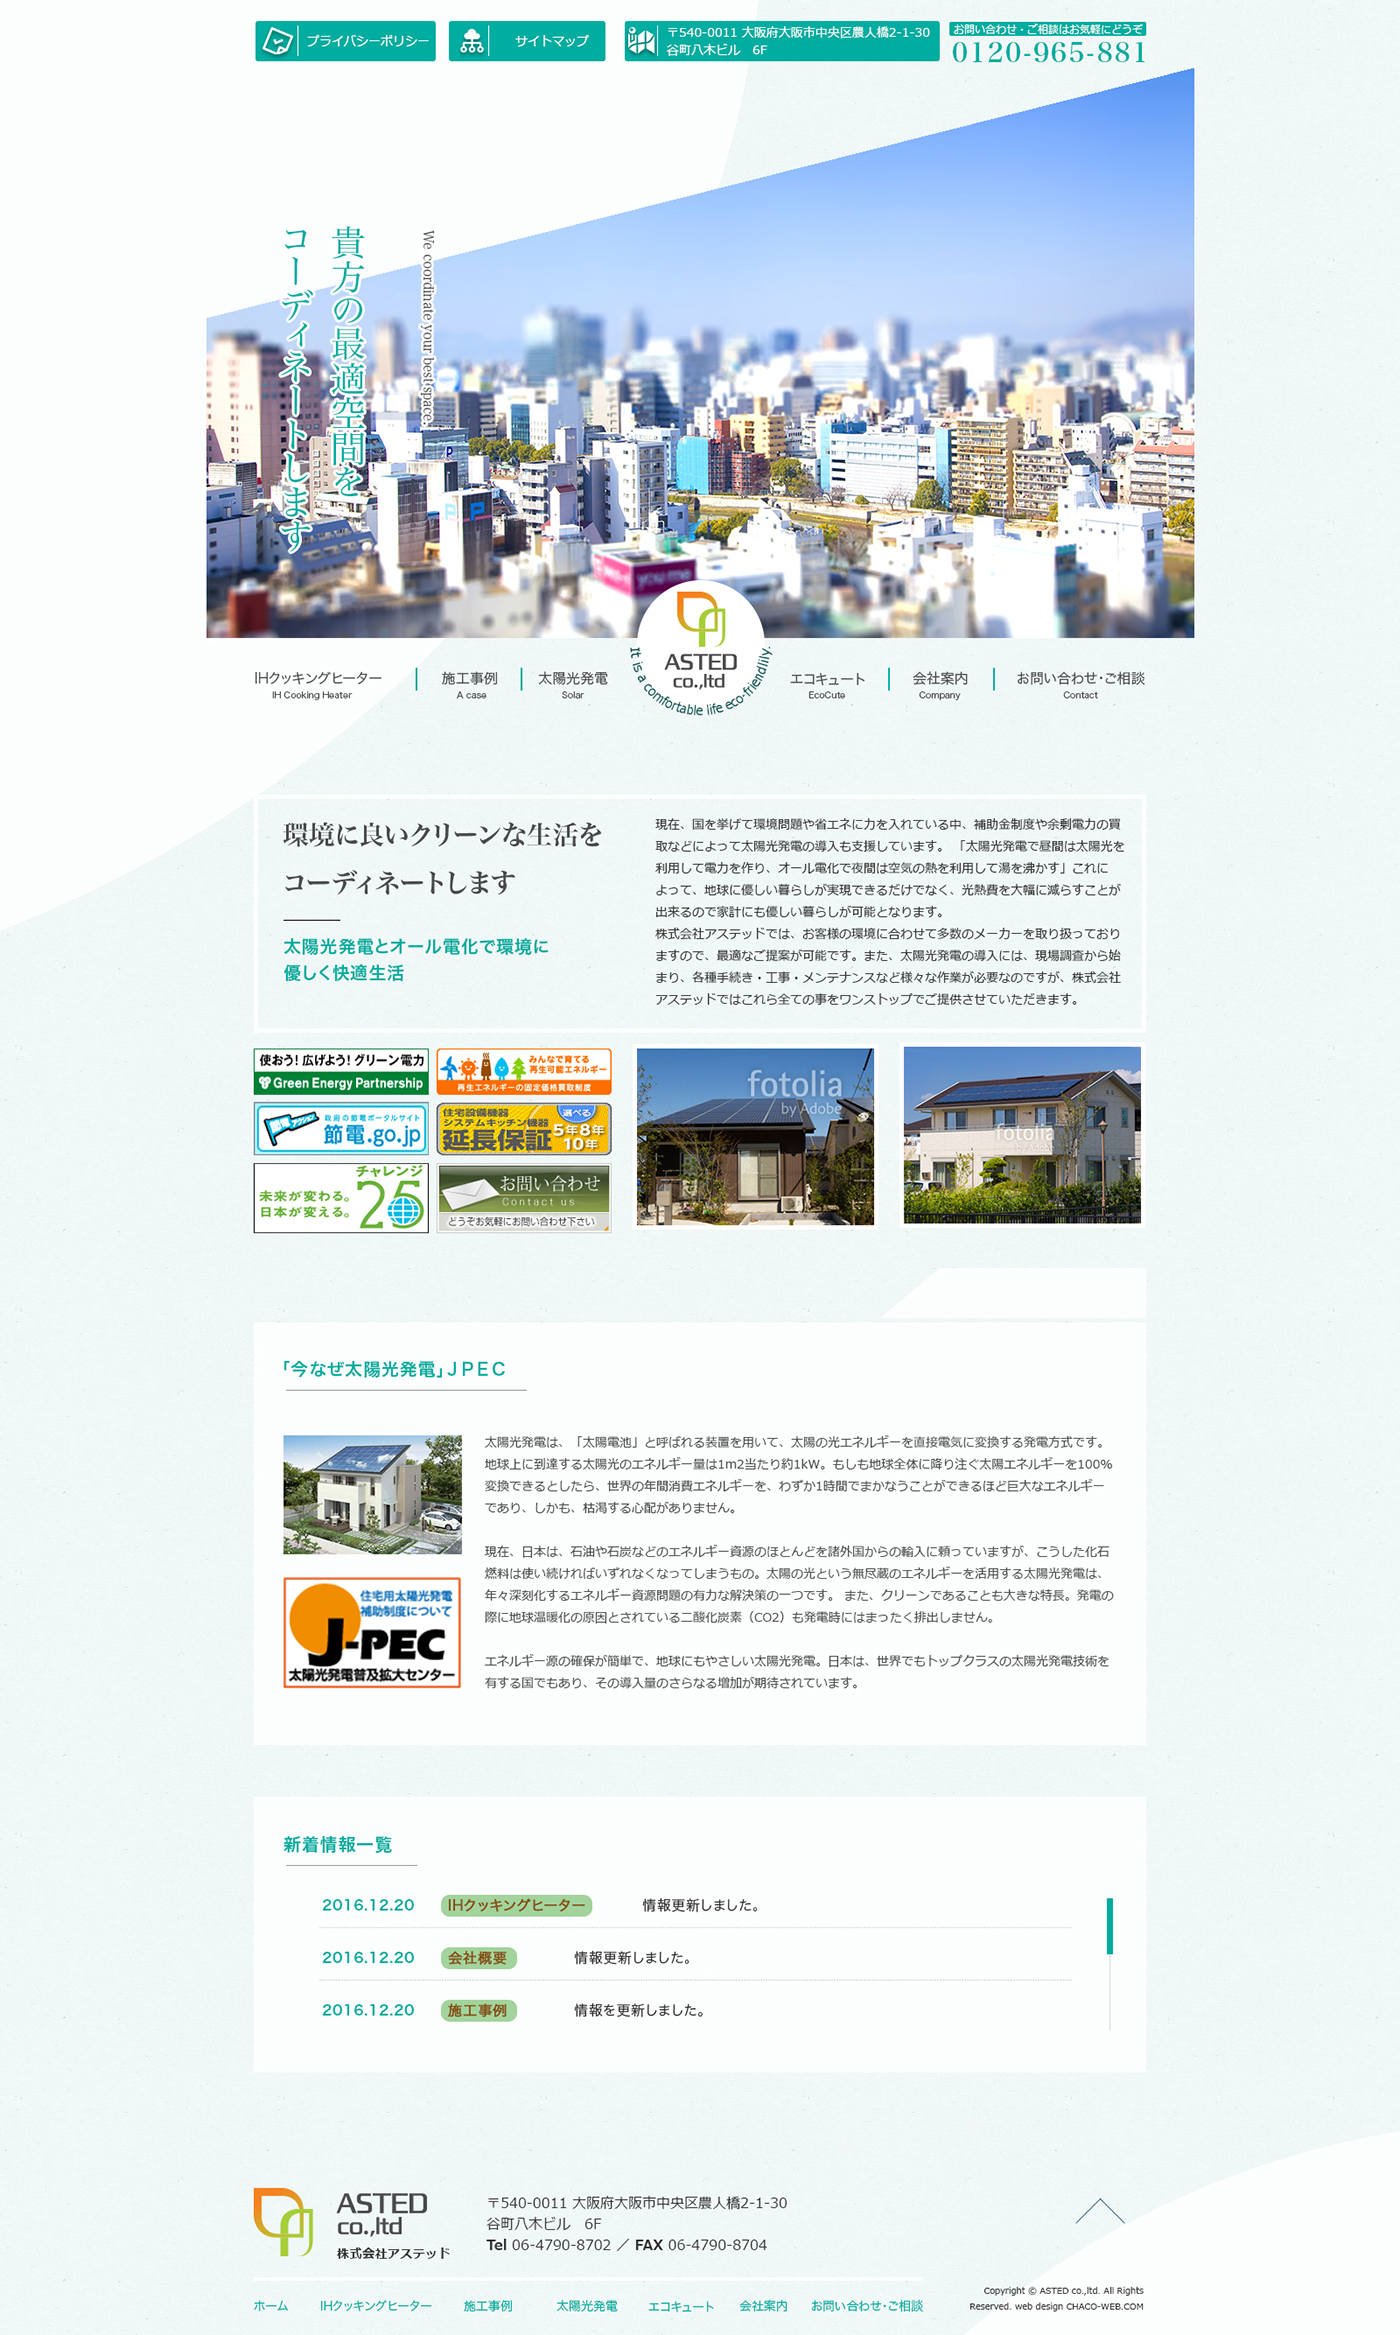 プライバシーポリシー
サイトマップ
〒540-0011 大阪府大阪市中央区農人橋2-1-30
谷町八木ビル　6F
お問い合わせ・ご相談はお気軽にどうぞ
0120-965-881
We coordinate your best space.
貴方の最適空間を
コーディネートします
P
P
P
you me
ASTED
co.,ltd
It is a comfortable life eco-friendlily.
IHクッキングヒーター
IH Cooking Heater
施工事例
A case
太陽光発電
Solar
エコキュート
EcoCute
会社案内
Company
お問い合わせ・ご相談
Contact
環境に良いクリーンな生活を
コーディネートします
太陽光発電とオール電化で環境に
優しく快適生活
現在、国を挙げて環境問題や省エネに力を入れている中、補助金制度や余剰電力の買
取などによって太陽光発電の導入も支援しています。 「太陽光発電で昼間は太陽光を
利用して電力を作り、オール電化で夜間は空気の熱を利用して湯を沸かす」これに
よって、地球に優しい暮らしが実現できるだけでなく、光熱費を大幅に減らすことが
出来るので家計にも優しい暮らしが可能となります。
株式会社アステッドでは、お客様の環境に合わせて多数のメーカーを取り扱っており
ますので、最適なご提案が可能です。また、太陽光発電の導入には、現場調査から始
まり、各種手続き・工事・メンテナンスなど様々な作業が必要なのですが、株式会社
アステッドではこれら全ての事をワンストップでご提供させていただきます。
使おう! 広げよう! グリーン電力
Green Energy Partnership
みんなで育てる
再生可能エネルギー
再生エネルギーの固定価格買取制度
政府の節電ポータルサイト
節電.go.jp
住宅設備機器
システムキッチン機器
延長保証
選べる
5年8年
10年
チャレンジ
25
未来が変わる。
日本が変える。
お問い合わせ
Contact us
どうぞお気軽にお問い合わせ下さい
fotolia
by Adobe
fotolia
by Adobe
「今なぜ太陽光発電」JPEC
太陽光発電は、「太陽電池」と呼ばれる装置を用いて、太陽の光エネルギーを直接電気に変換する発電方式です。
地球上に到達する太陽光のエネルギー量は1m2当たり約1kW。もしも地球全体に降り注ぐ太陽エネルギーを100%
変換できるとしたら、世界の年間消費エネルギーを、わずか1時間でまかなうことができるほど巨大なエネルギー
であり、しかも、枯渇する心配がありません。
現在、日本は、石油や石炭などのエネルギー資源のほとんどを諸外国からの輸入に頼っていますが、こうした化石
燃料は使い続ければいずれなくなってしまうもの。太陽の光という無尽蔵のエネルギーを活用する太陽光発電は、
年々深刻化するエネルギー資源問題の有力な解決策の一つです。 また、クリーンであることも大きな特長。発電の
際に地球温暖化の原因とされている二酸化炭素（CO2）も発電時にはまったく排出しません。
エネルギー源の確保が簡単で、地球にもやさしい太陽光発電。日本は、世界でもトップクラスの太陽光発電技術を
有する国でもあり、その導入量のさらなる増加が期待されています。
住宅用太陽光発電
補助制度について
J-PEC
太陽光発電普及拡大センター
新着情報一覧
2016.12.20 IHクッキングヒーター 情報更新しました。
2016.12.20 会社概要 情報更新しました。
2016.12.20 施工事例 情報を更新しました。
ASTED
co.,ltd
株式会社アステッド
〒540-0011 大阪府大阪市中央区農人橋2-1-30
谷町八木ビル　6F
Tel 06-4790-8702 ／ FAX 06-4790-8704
ホーム IHクッキングヒーター 施工事例 太陽光発電 エコキュート 会社案内 お問い合わせ・ご相談
Copyright © ASTED co.,ltd. All Rights
Reserved. web design CHACO-WEB.COM